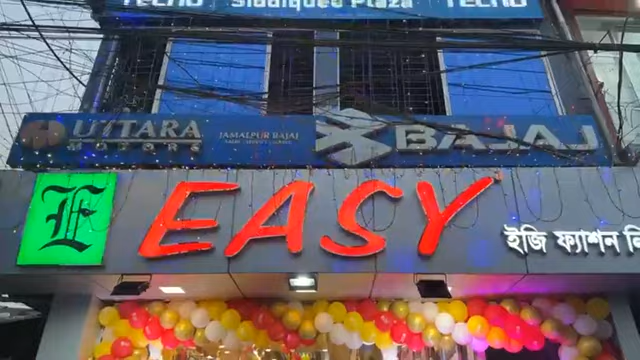 TECNO Siddiquee Plaza TECNO
UTTARA
MOTORS
JAMALPUR BAJAJ
BAJAJ
E
EASY
ইজি ফ্যাশন লি